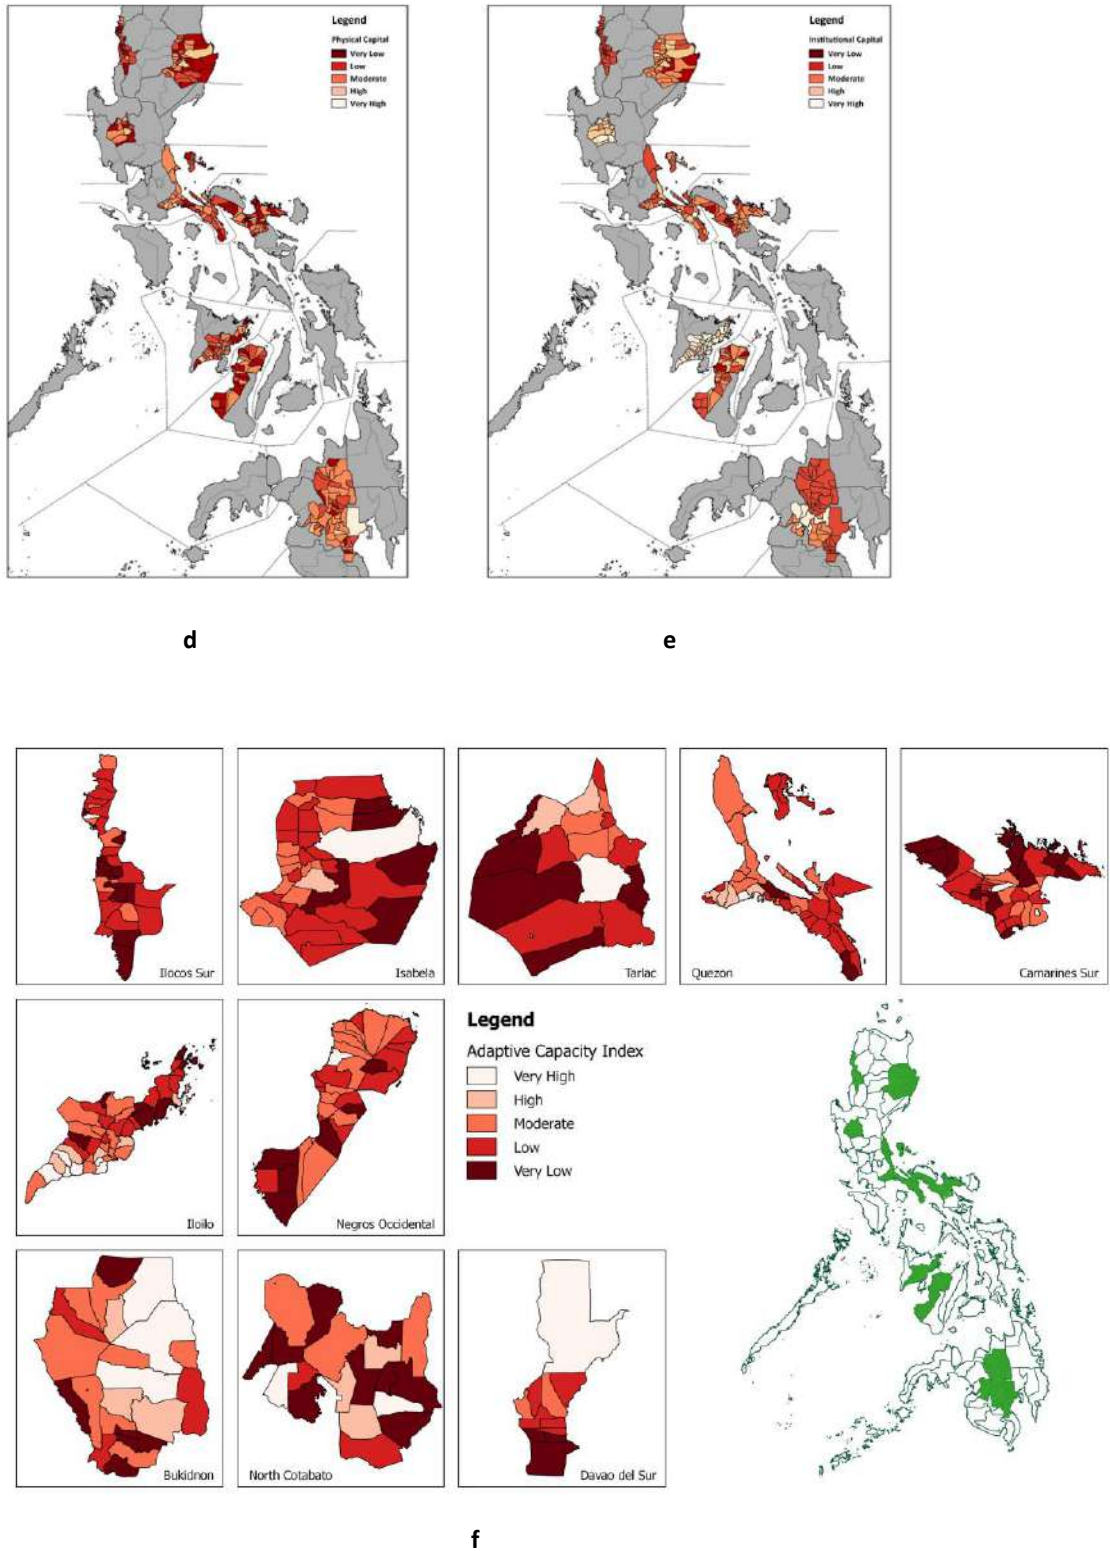 Legend
Physical Capital
Very Low
Low
Moderate
High
Very High
Legend
Institutional Capital
Very Low
Low
Moderate
High
Very High
d
e
Ilocos Sur
Isabela
Tarlac
Quezon
Camarines Sur
Iloilo
Negros Occidental
Legend
Adaptive Capacity Index
Very High
High
Moderate
Low
Very Low
Bukidnon
North Cotabato
Davao del Sur
f